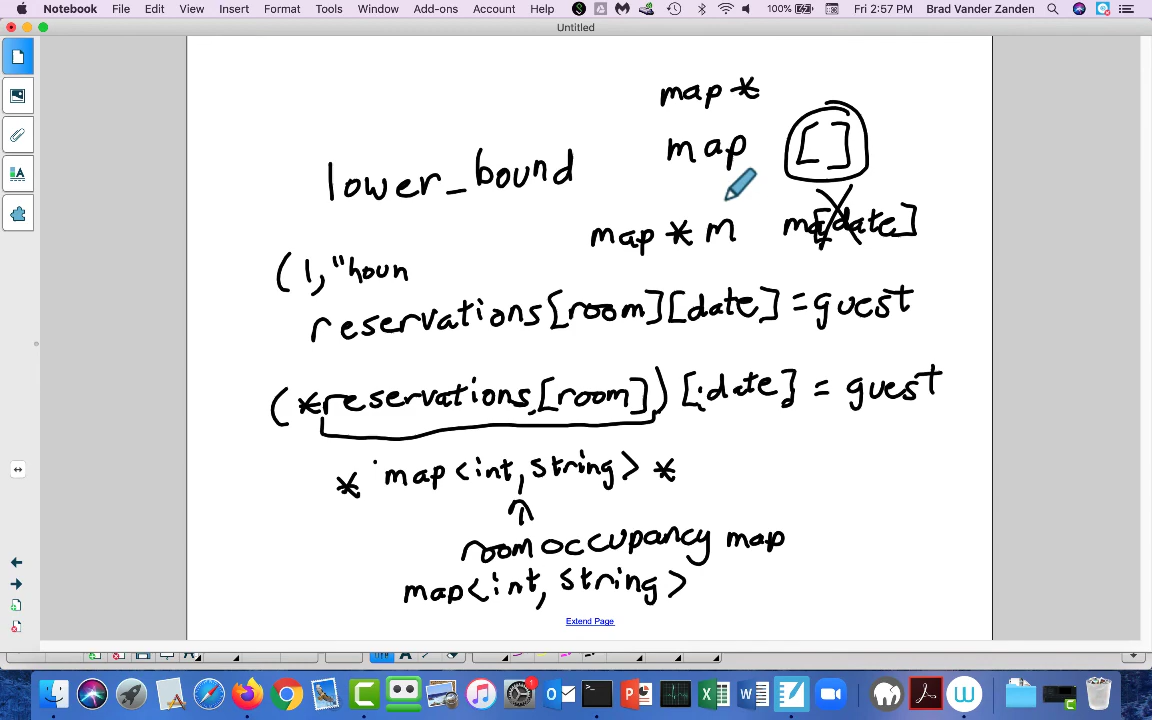 Notebook File Edit View Insert Format Tools Window Add-ons Account Help 100% Fri 2:57 PM Brad Vander Zanden
Untitled
map *
map []
lower_bound
map * m m[date]
(1, "houn
reservations[room][date] = guest
(*reservations[room])[date] = guest
* map<int, string> *
room occupancy map
map<int, string>
Extend Page